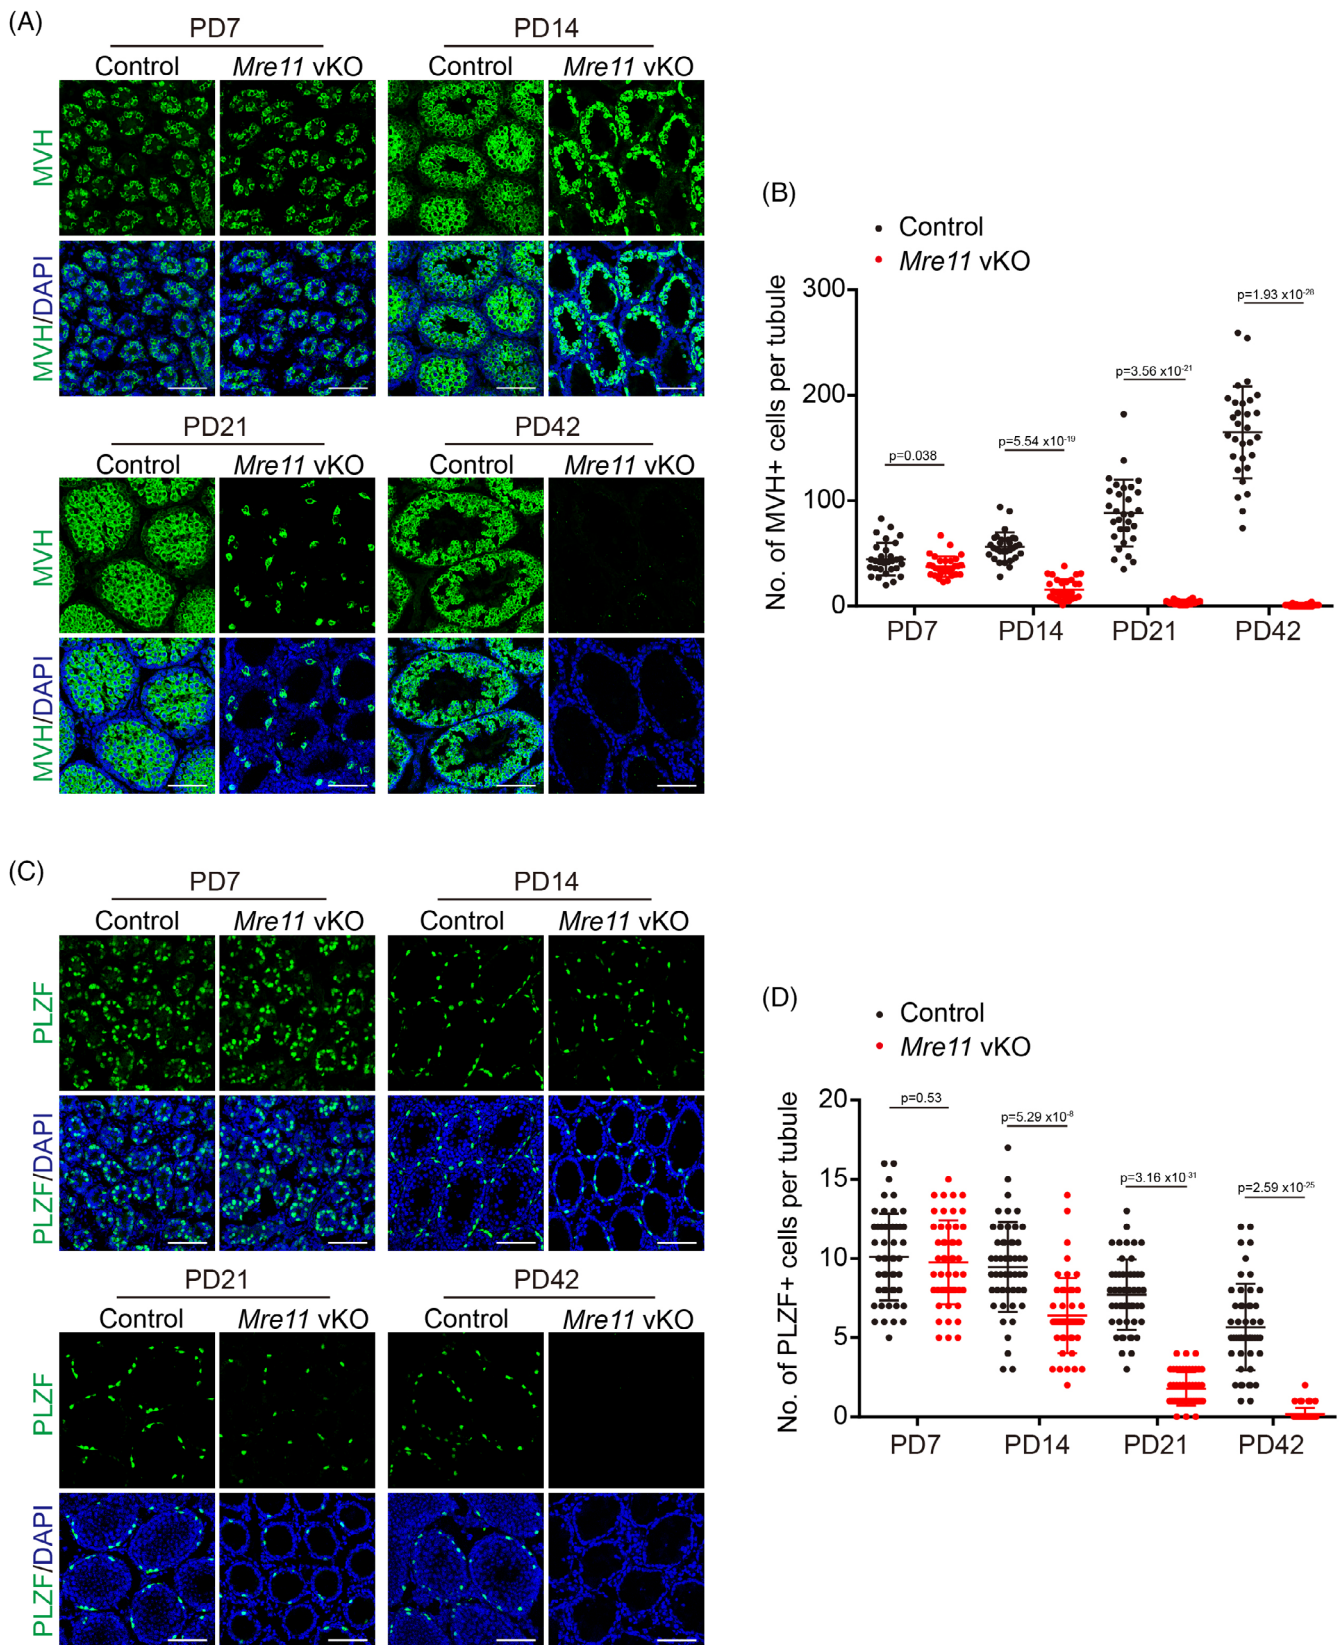 (A)
PD7
PD14
Control
Mre11 vKO
Control
Mre11 vKO
MVH
MVH/DAPI
PD21
PD42
Control
Mre11 vKO
Control
Mre11 vKO
MVH
MVH/DAPI
(B)
Control
Mre11 vKO
No. of MVH+ cells per tubule
300
200
100
0
p=0.038
p=5.54 x10-19
p=3.56 x10-21
p=1.93 x10-28
PD7
PD14
PD21
PD42
(C)
PD7
PD14
Control
Mre11 vKO
Control
Mre11 vKO
PLZF
PLZF/DAPI
PD21
PD42
Control
Mre11 vKO
Control
Mre11 vKO
PLZF
PLZF/DAPI
(D)
Control
Mre11 vKO
No. of PLZF+ cells per tubule
20
15
10
5
0
p=0.53
p=5.29 x10-8
p=3.16 x10-31
p=2.59 x10-25
PD7
PD14
PD21
PD42